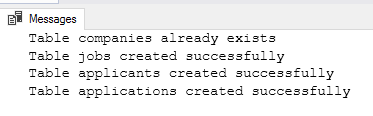 Messages
Table companies already exists
Table jobs created successfully
Table applicants created successfully
Table applications created successfully